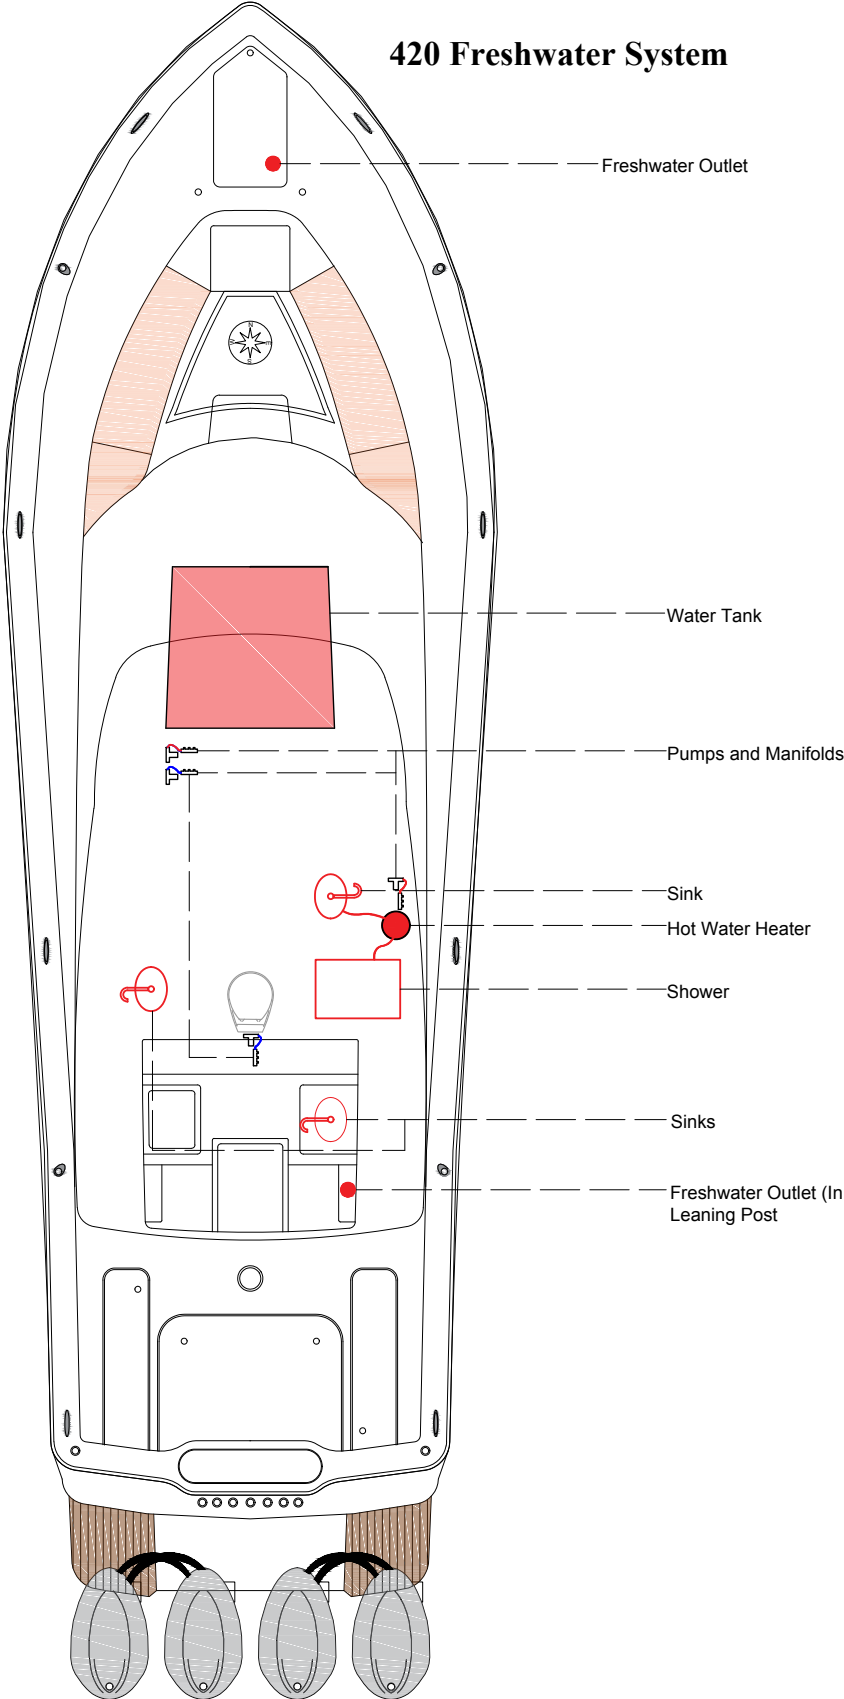 420 Freshwater System
Freshwater Outlet
N
W
E
S
Water Tank
Pumps and Manifolds
Sink
Hot Water Heater
Shower
Sinks
Freshwater Outlet (In
Leaning Post